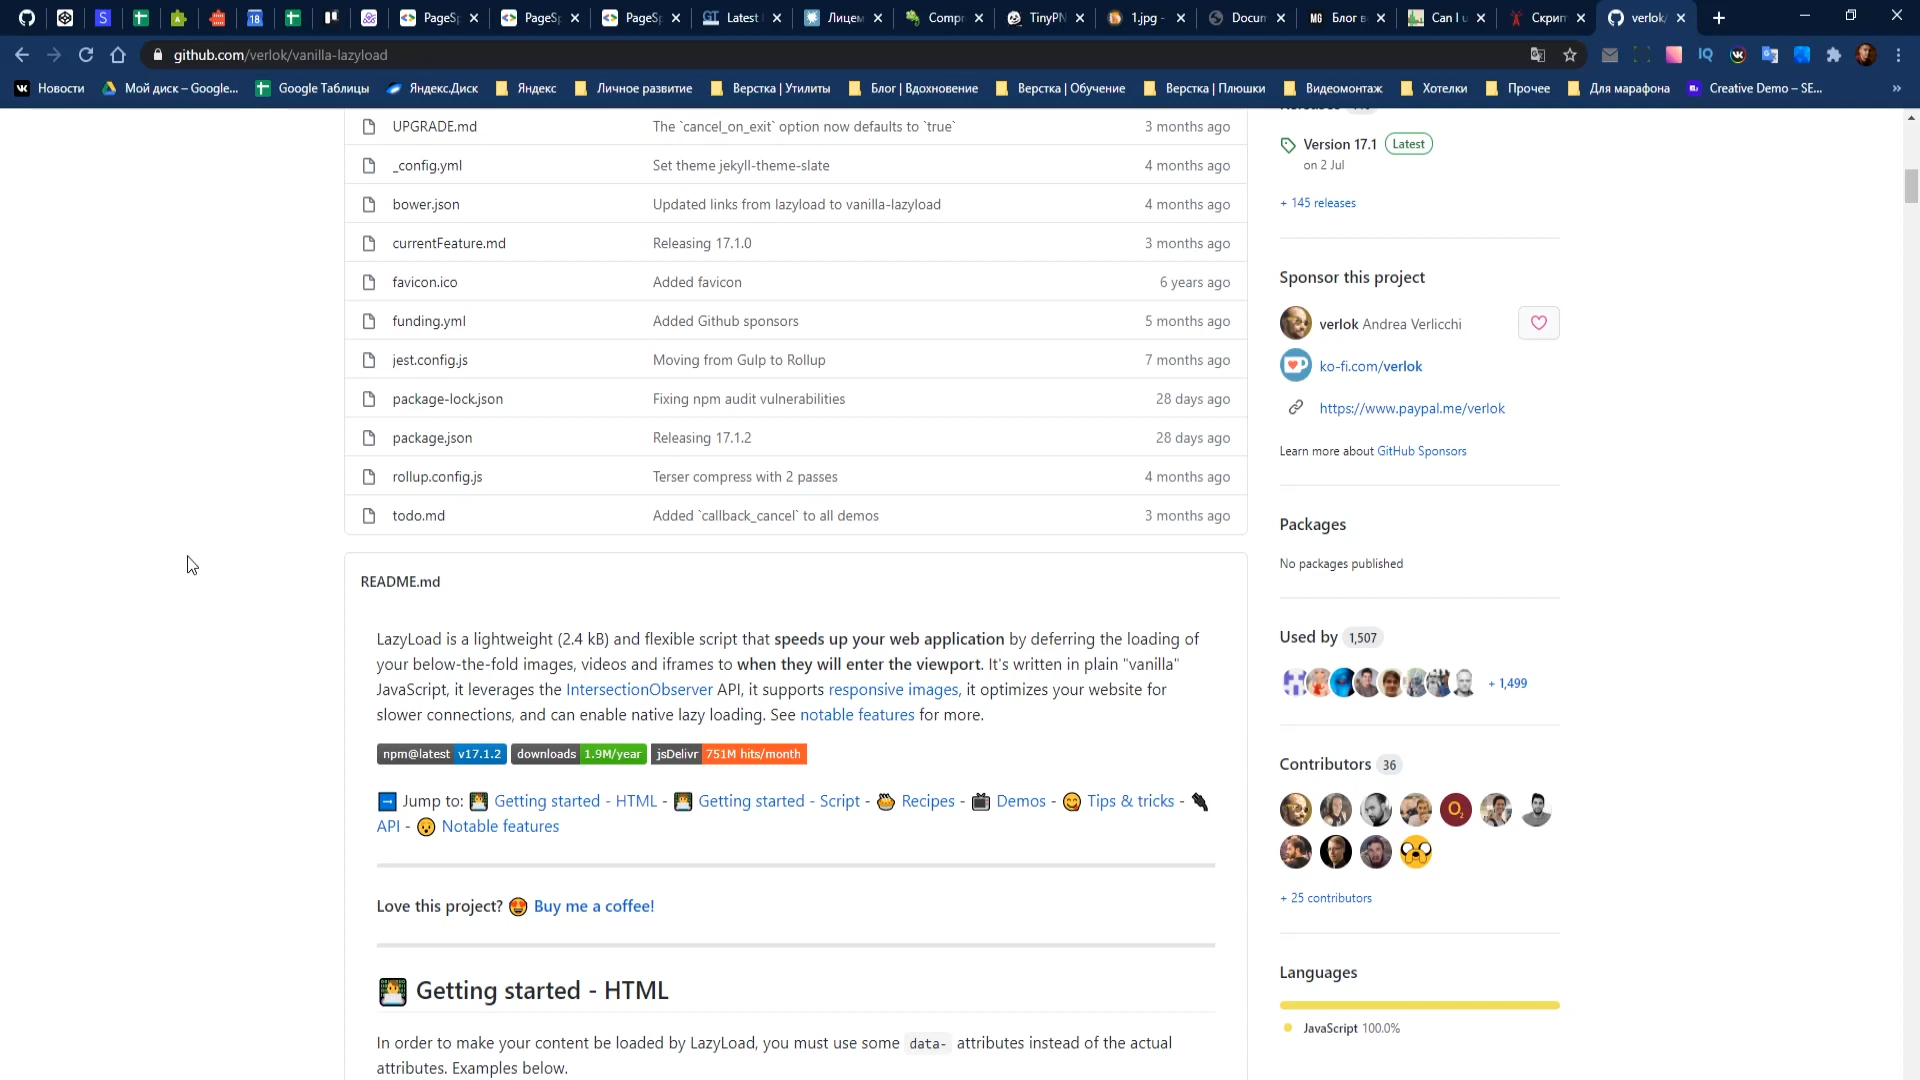 PageSp
PageSp
PageSp
GT Latest
Лицем
Compr
TinyPN
1.jpg -
Docum
MG Блог в
Can I u
Скрип
verlok/
github.com/verlok/vanilla-lazyload
Новости
Мой диск – Google...
Google Таблицы
Яндекс.Диск
Яндекс
Личное развитие
Верстка | Утилиты
Блог | Вдохновение
Верстка | Обучение
Верстка | Плюшки
Видеомонтаж
Хотелки
Прочее
Для марафона
Creative Demo – SE...
UPGRADE.md The `cancel_on_exit` option now defaults to `true` 3 months ago
_config.yml Set theme jekyll-theme-slate 4 months ago
bower.json Updated links from lazyload to vanilla-lazyload 4 months ago
currentFeature.md Releasing 17.1.0 3 months ago
favicon.ico Added favicon 6 years ago
funding.yml Added Github sponsors 5 months ago
jest.config.js Moving from Gulp to Rollup 7 months ago
package-lock.json Fixing npm audit vulnerabilities 28 days ago
package.json Releasing 17.1.2 28 days ago
rollup.config.js Terser compress with 2 passes 4 months ago
todo.md Added `callback_cancel` to all demos 3 months ago
README.md
LazyLoad is a lightweight (2.4 kB) and flexible script that speeds up your web application by deferring the loading of
your below-the-fold images, videos and iframes to when they will enter the viewport. It's written in plain "vanilla"
JavaScript, it leverages the IntersectionObserver API, it supports responsive images, it optimizes your website for
slower connections, and can enable native lazy loading. See notable features for more.
npm@latest v17.1.2 downloads 1.9M/year jsDelivr 751M hits/month
➡️ Jump to: 👨‍💻 Getting started - HTML - 👨‍💻 Getting started - Script - 🥧 Recipes - 📺 Demos - 😋 Tips & tricks - 🔌
API - 😯 Notable features
Love this project? 😍 Buy me a coffee!
👨‍💻 Getting started - HTML
In order to make your content be loaded by LazyLoad, you must use some data- attributes instead of the actual
attributes. Examples below.
Version 17.1 Latest
on 2 Jul
+ 145 releases
Sponsor this project
verlok Andrea Verlicchi
ko-fi.com/verlok
https://www.paypal.me/verlok
Learn more about GitHub Sponsors
Packages
No packages published
Used by 1,507
+ 1,499
Contributors 36
+ 25 contributors
Languages
JavaScript 100.0%